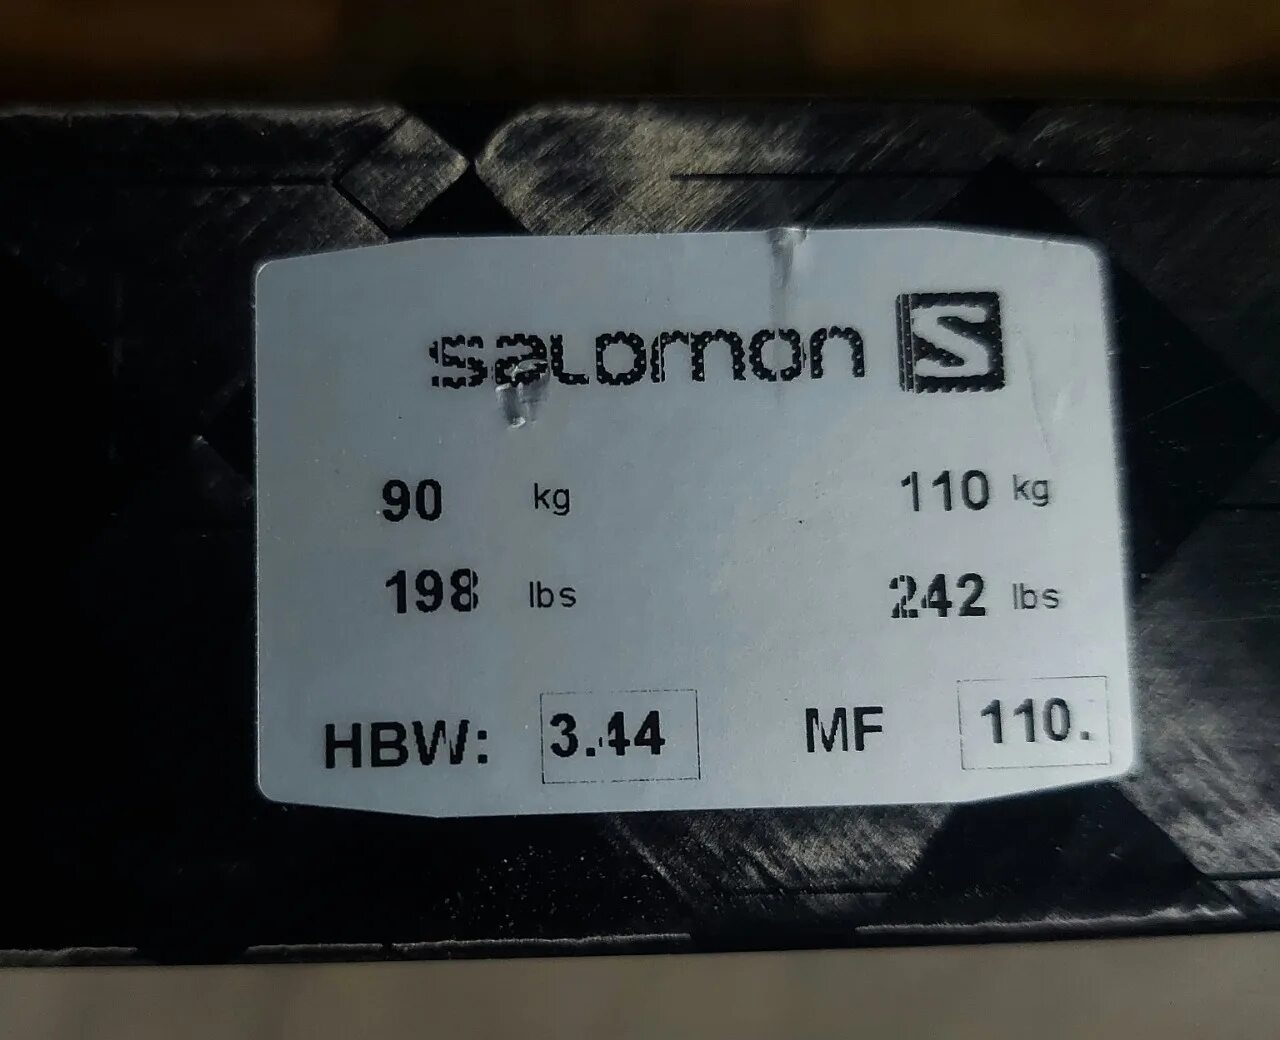 salomon S
90 kg 110 kg
198 lbs 242 lbs
HBW: 3.44 MF 110.